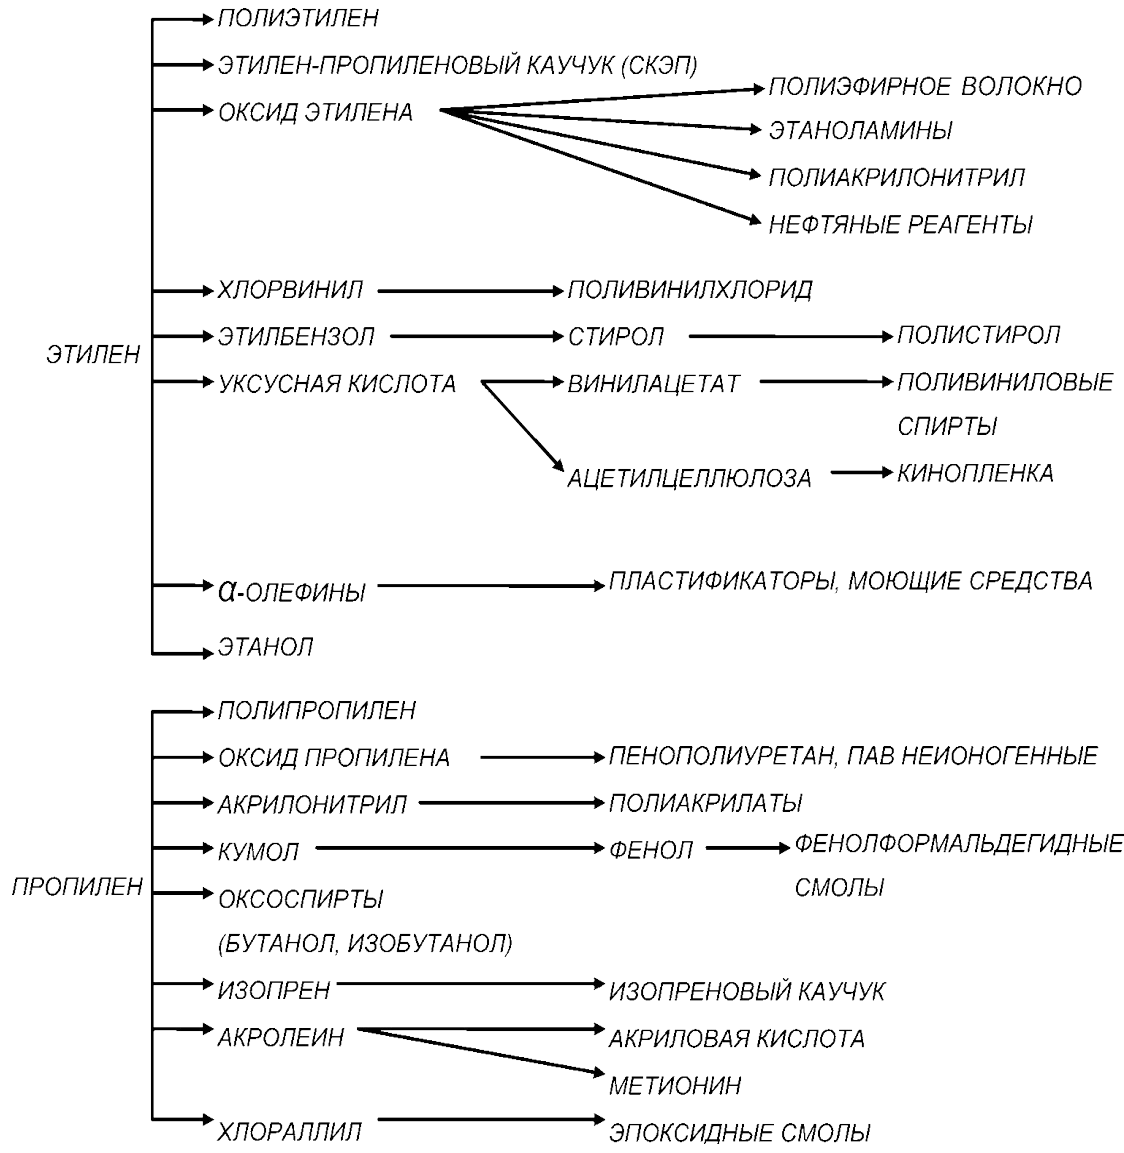 ПОЛИЭТИЛЕН
ЭТИЛЕН-ПРОПИЛЕНОВЫЙ КАУЧУК (СКЭП)
ОКСИД ЭТИЛЕНА
ПОЛИЭФИРНОЕ ВОЛОКНО
ЭТАНОЛАМИНЫ
ПОЛИАКРИЛОНИТРИЛ
НЕФТЯНЫЕ РЕАГЕНТЫ
ХЛОРВИНИЛ ПОЛИВИНИЛХЛОРИД
ЭТИЛБЕНЗОЛ СТИРОЛ ПОЛИСТИРОЛ
ЭТИЛЕН
УКСУСНАЯ КИСЛОТА ВИНИЛАЦЕТАТ ПОЛИВИНИЛОВЫЕ
СПИРТЫ
АЦЕТИЛЦЕЛЛЮЛОЗА КИНОПЛЕНКА
α-ОЛЕФИНЫ ПЛАСТИФИКАТОРЫ, МОЮЩИЕ СРЕДСТВА
ЭТАНОЛ
ПОЛИПРОПИЛЕН
ОКСИД ПРОПИЛЕНА ПЕНОПОЛИУРЕТАН, ПАВ НЕИОНОГЕННЫЕ
АКРИЛОНИТРИЛ ПОЛИАКРИЛАТЫ
КУМОЛ ФЕНОЛ ФЕНОЛФОРМАЛЬДЕГИДНЫЕ
СМОЛЫ
ПРОПИЛЕН
ОКСОСПИРТЫ
(БУТАНОЛ, ИЗОБУТАНОЛ)
ИЗОПРЕН ИЗОПРЕНОВЫЙ КАУЧУК
АКРОЛЕИН АКРИЛОВАЯ КИСЛОТА
МЕТИОНИН
ХЛОРАЛЛИЛ ЭПОКСИДНЫЕ СМОЛЫ